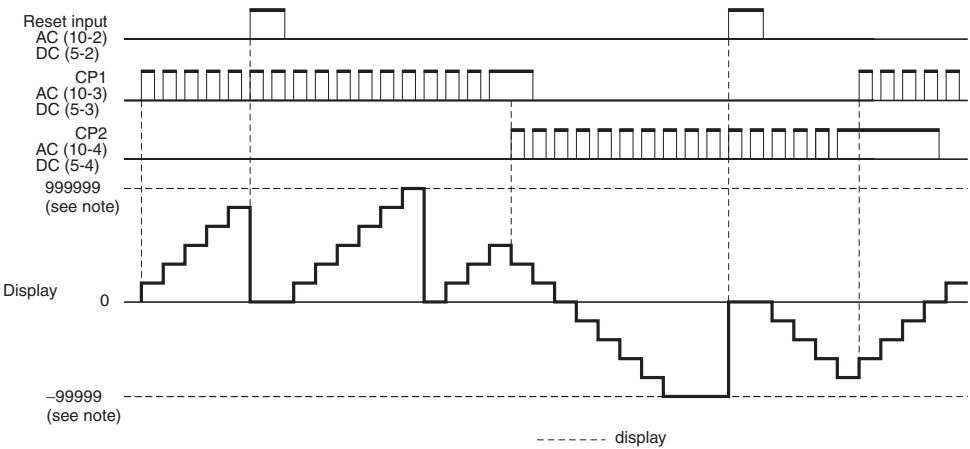 Reset input
AC (10-2)
DC (5-2)
CP1
AC (10-3)
DC (5-3)
CP2
AC (10-4)
DC (5-4)
999999
(see note)
Display
0
–99999
(see note)
display